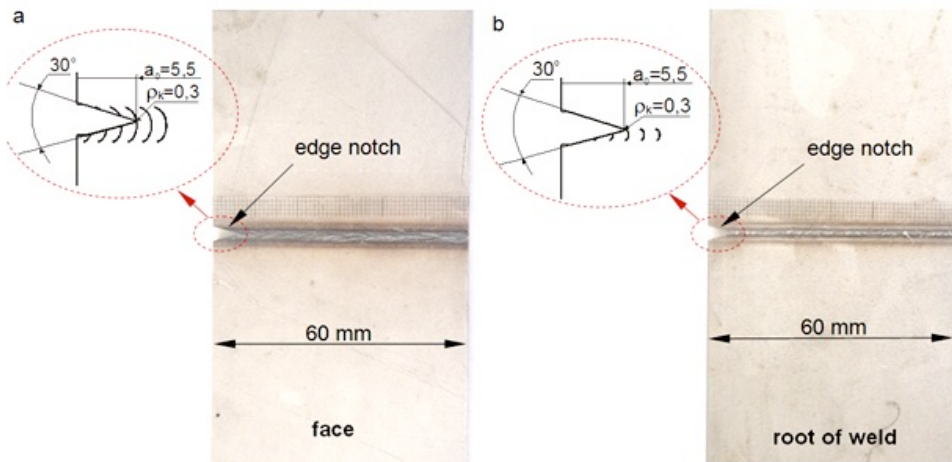 a
30°
a₀=5,5
ρₖ=0,3
edge notch
60 mm
face
b
30°
a₀=5,5
ρₖ=0,3
edge notch
60 mm
root of weld